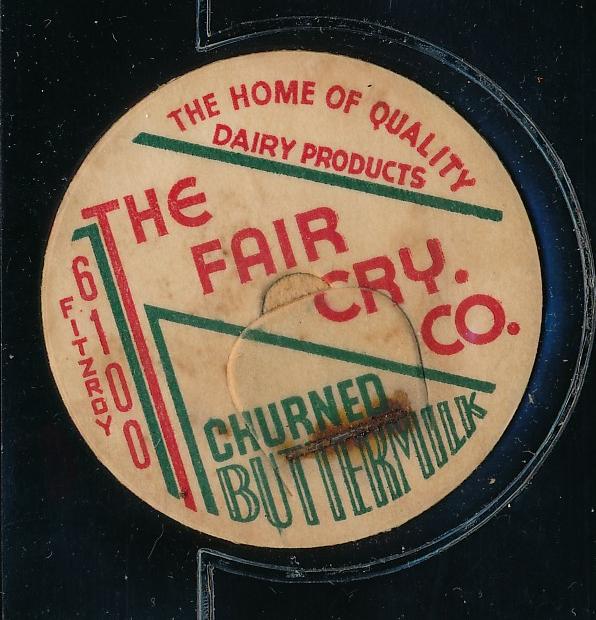 THE HOME OF QUALITY
DAIRY PRODUCTS
THE
FAIR
CRY.
CO.
6100
FITZROY
CHURNED
BUTTERMILK